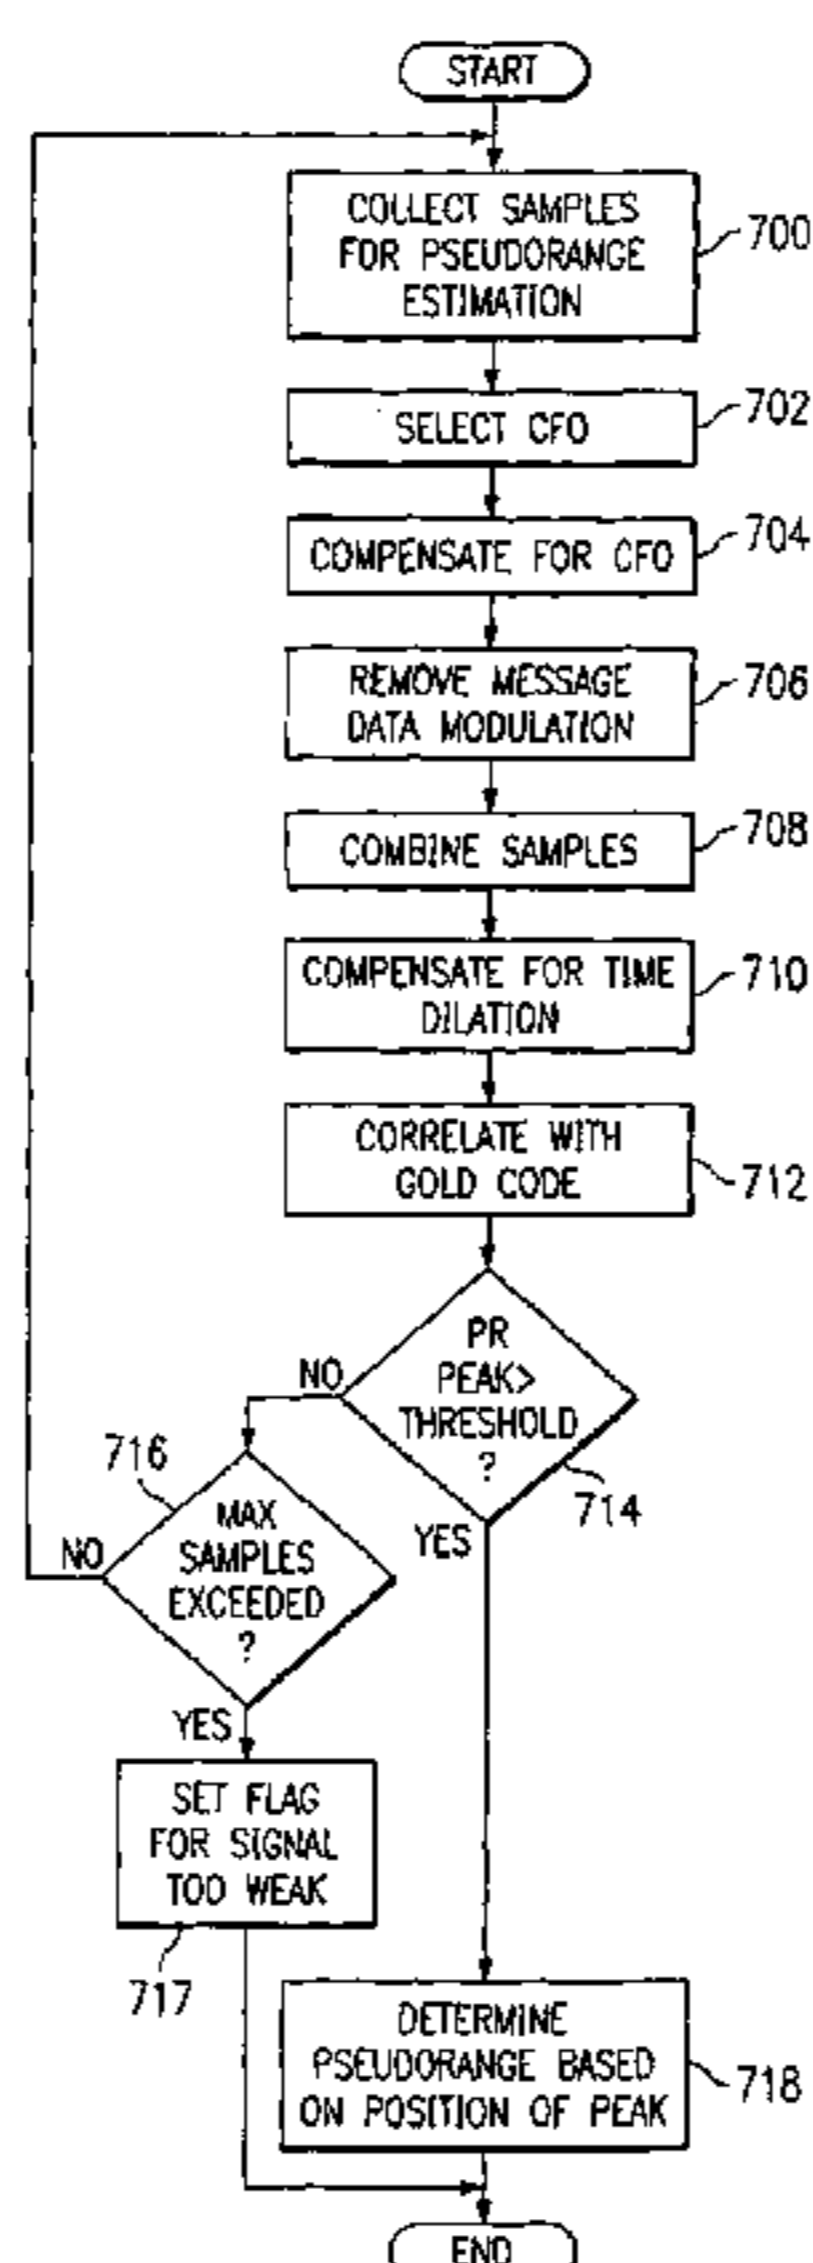 START
COLLECT SAMPLES
FOR PSEUDORANGE
ESTIMATION
700
SELECT CFO
702
COMPENSATE FOR CFO
704
REMOVE MESSAGE
DATA MODULATION
706
COMBINE SAMPLES
708
COMPENSATE FOR TIME
DILATION
710
CORRELATE WITH
GOLD CODE
712
PR
PEAK>
THRESHOLD
?
714
NO
YES
716
MAX
SAMPLES
EXCEEDED
?
NO
YES
SET FLAG
FOR SIGNAL
TOO WEAK
717
DETERMINE
PSEUDORANGE BASED
ON POSITION OF PEAK
718
END